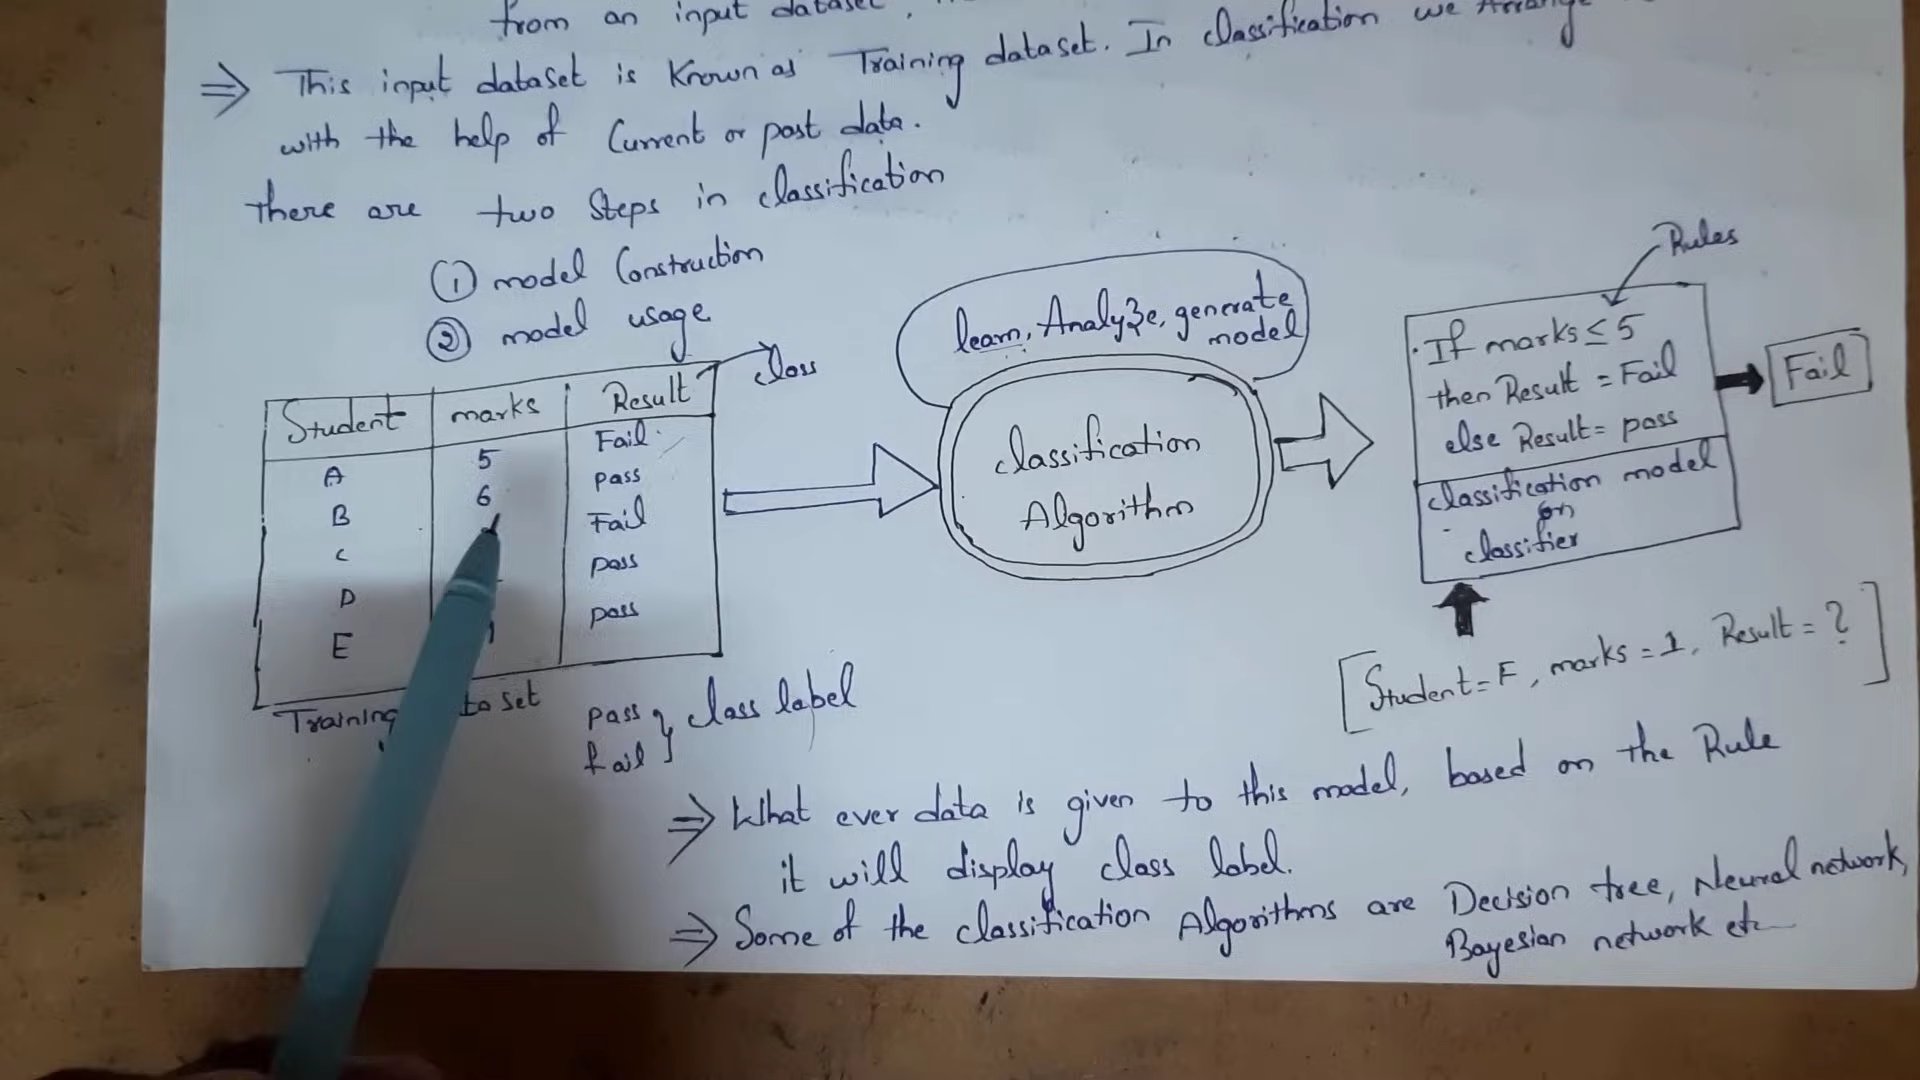 from an input dataset,
⇒ This input dataset is Known as Training dataset. In classification we Arrange
with the help of Current or past data.
there are two Steps in classification
① model Construction
② model usage
class
Student marks Result
A 5 Fail
B 6 pass
C Fail
D pass
E pass
Training set
pass } class label
fail
learn, Analyze, generate
model
classification
Algorithm
Rules
If marks ≤ 5
then Result = Fail
else Result = pass
classification model
or
classifier
Fail
[Student = F, marks = 1, Result = ?]
⇒ What ever data is given to this model, based on the Rule
it will display class label.
⇒ Some of the classification Algorithms are Decision tree, Neural network,
Bayesian network etc